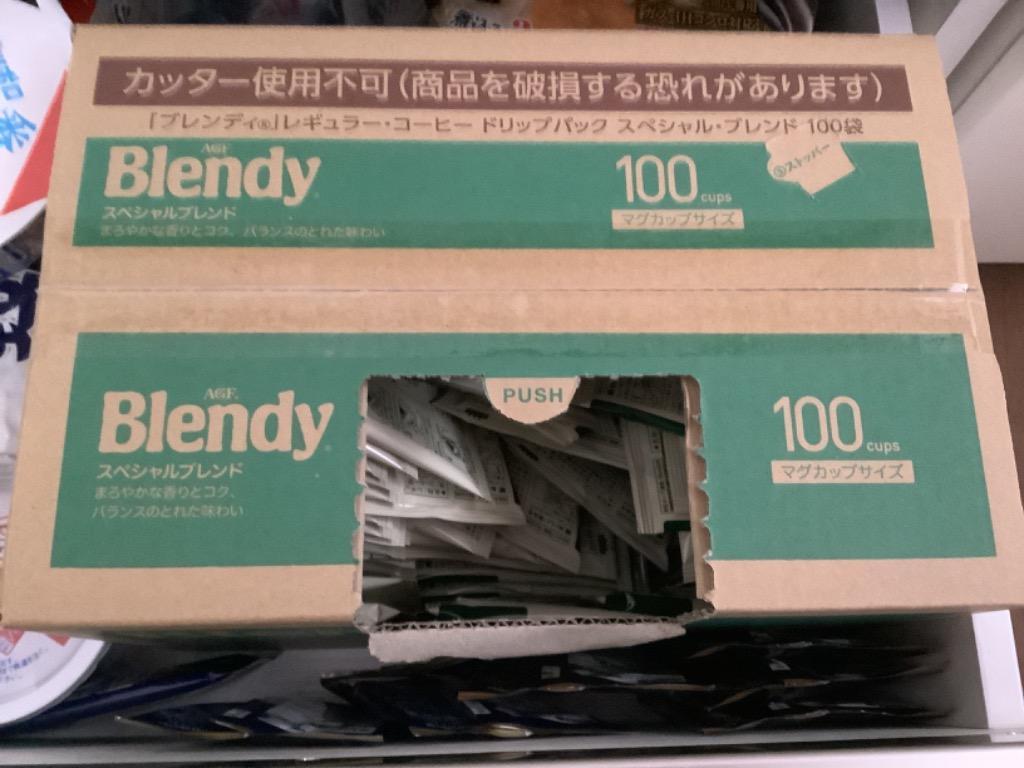 カッター使用不可(商品を破損する恐れがあります)
「ブレンディ®」レギュラー・コーヒー ドリップパック スペシャル・ブレンド 100袋
AGF
Blendy
スペシャルブレンド
まろやかな香りとコク、バランスのとれた味わい
100 cups
マグカップサイズ
⑤ストッパー
AGF
Blendy
スペシャルブレンド
まろやかな香りとコク、
バランスのとれた味わい
PUSH
100 cups
マグカップサイズ